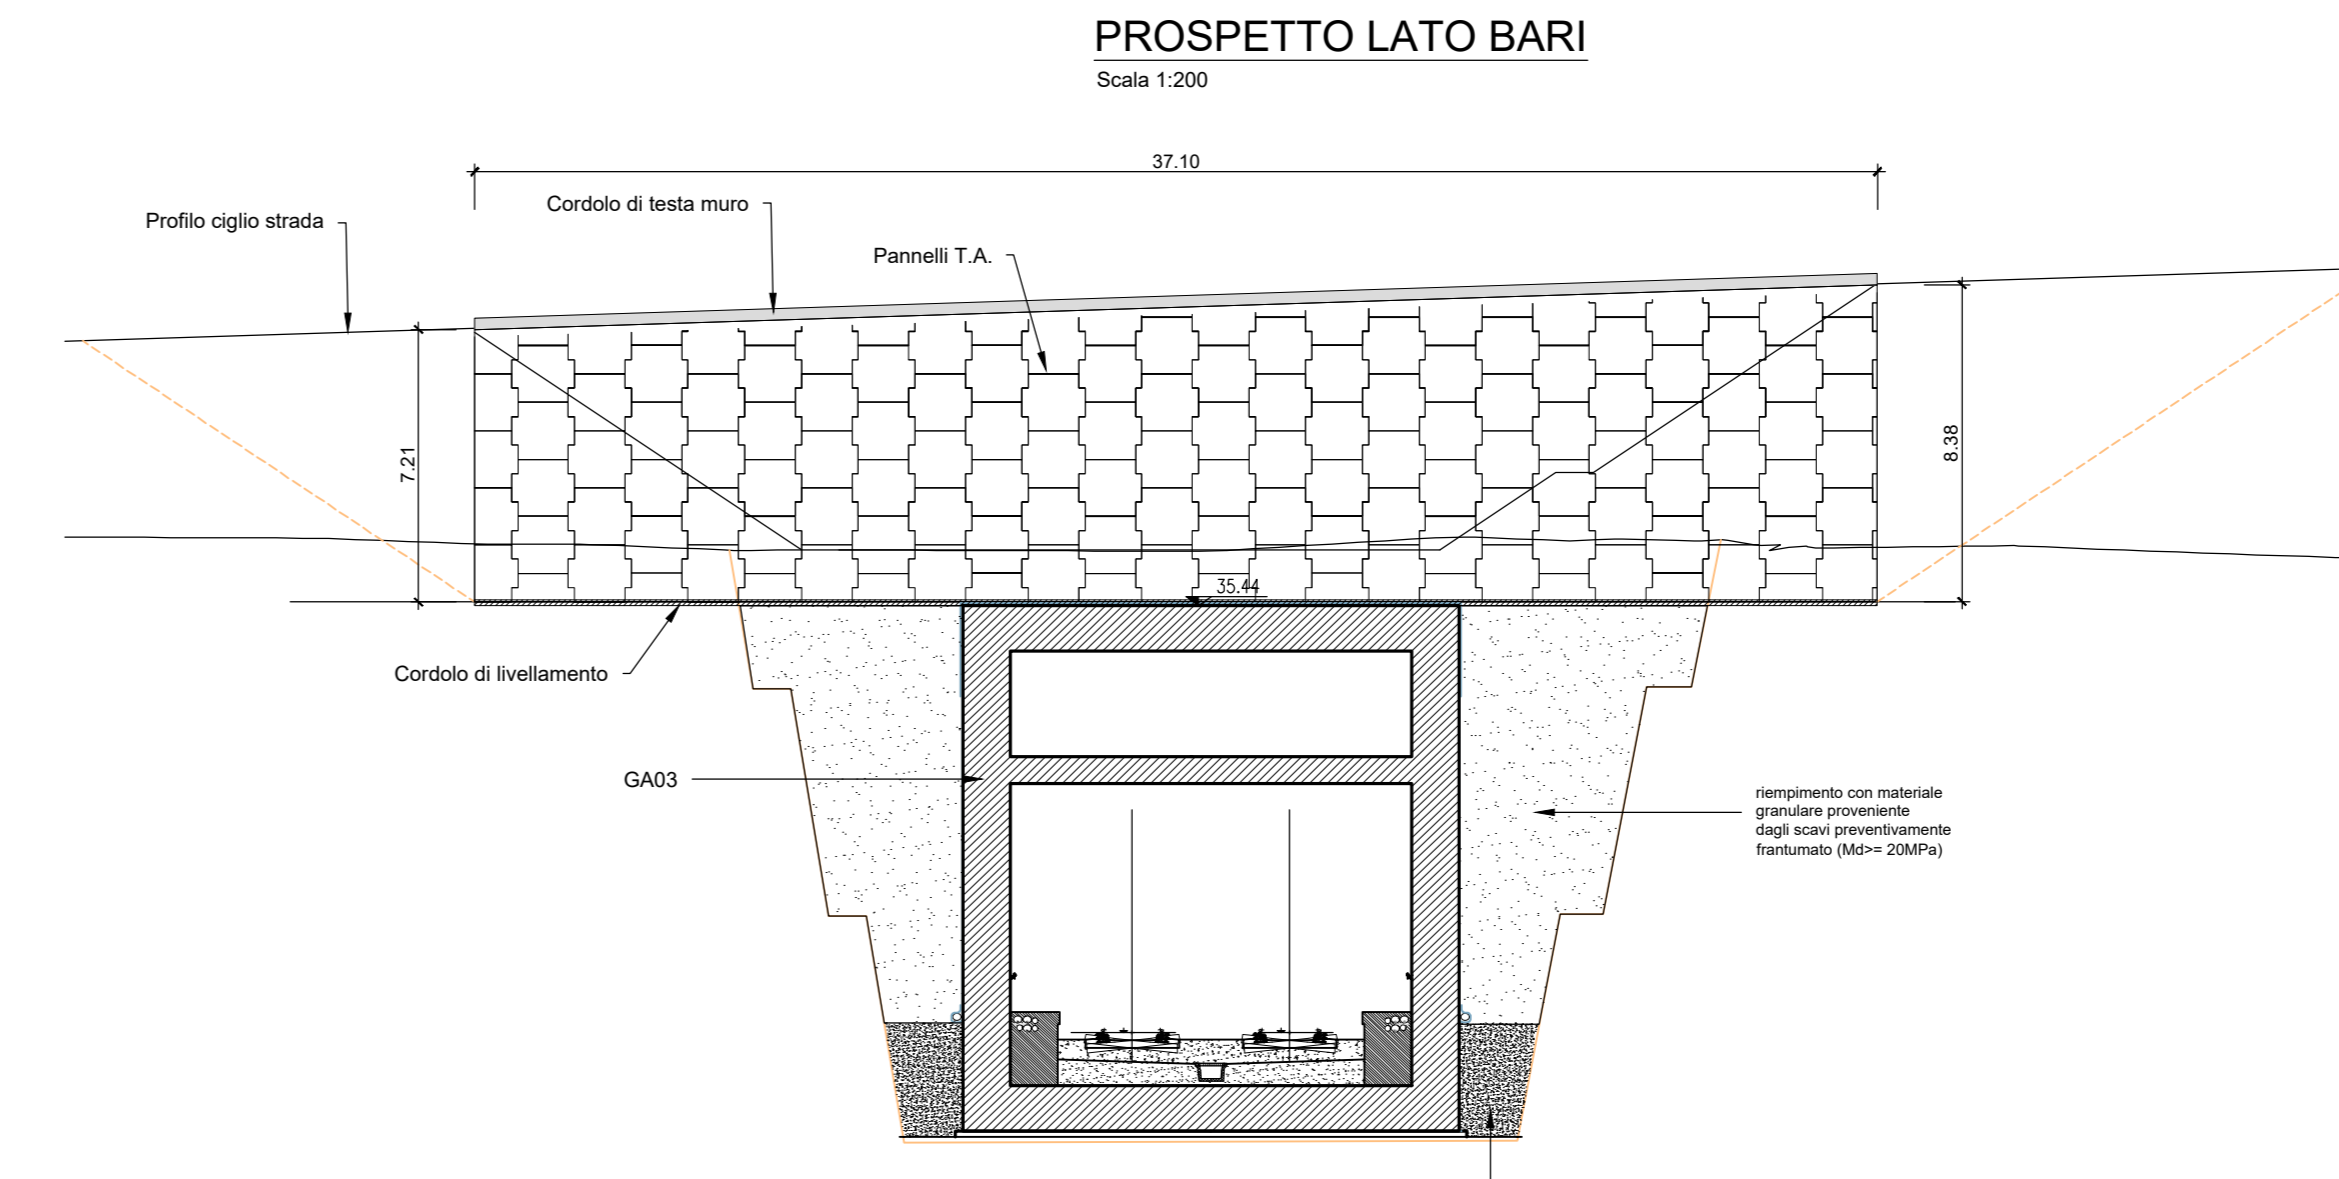 PROSPETTO LATO BARI
Scala 1:200
37.10
Cordolo di testa muro
Profilo ciglio strada
Pannelli T.A.
7.21
8.38
35.44
Cordolo di livellamento
GA03
riempimento con materiale
granulare proveniente
dagli scavi preventivamente
frantumato (Md>= 20MPa)